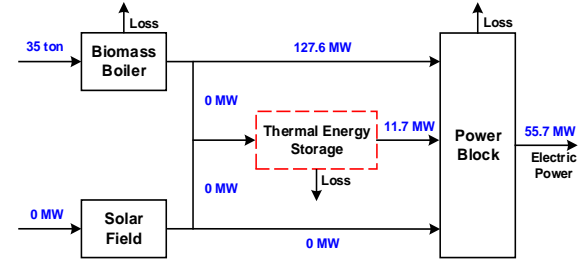 Loss
Loss
35 ton
Biomass
Boiler
127.6 MW
0 MW
Thermal Energy
Storage
11.7 MW
Power
Block
55.7 MW
Electric
Power
0 MW
Loss
0 MW
Solar
Field
0 MW